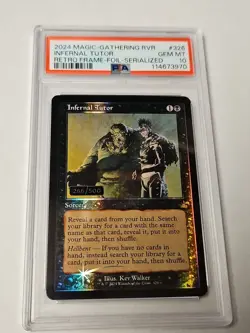 2024 MAGIC-GATHERING RVR #326
INFERNAL TUTOR GEM MT
RETRO FRAME-FOIL-SERIALIZED 10
PSA 114673970
Infernal Tutor
266/500
Sorcery
Reveal a card from your hand. Search
your library for a card with the same
name as that card, reveal it, put it into
your hand, then shuffle.
Hellbent — If you have no cards in
hand, instead search your library for a
card, put it into your hand, then shuffle.
Illus. Kev Walker